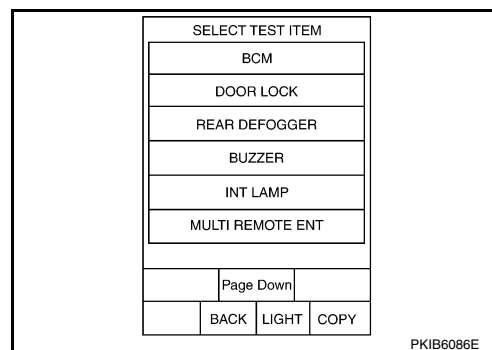 SELECT TEST ITEM
BCM
DOOR LOCK
REAR DEFOGGER
BUZZER
INT LAMP
MULTI REMOTE ENT
Page Down
BACK LIGHT COPY
PKIB6086E